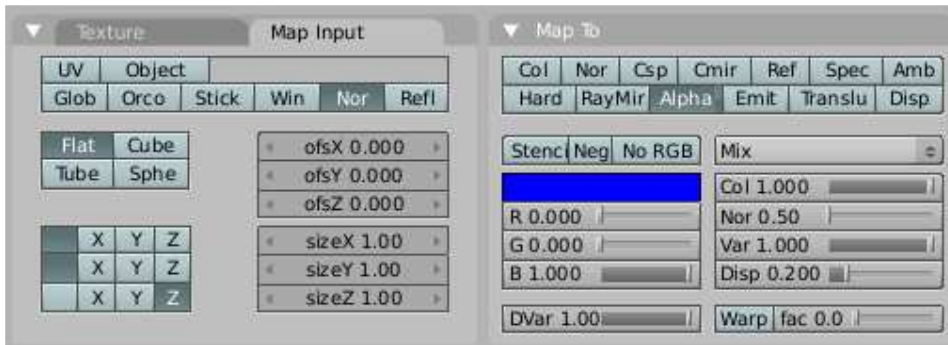 Texture Map Input
UV Object
Glob Orco Stick Win Nor Refl
Flat Cube
Tube Sphe
ofsX 0.000
ofsY 0.000
ofsZ 0.000
X Y Z
X Y Z
X Y Z
sizeX 1.00
sizeY 1.00
sizeZ 1.00
Map To
Col Nor Csp Cmir Ref Spec Amb
Hard RayMir Alpha Emit Translu Disp
Stenci Neg No RGB
R 0.000
G 0.000
B 1.000
DVar 1.00
Mix
Col 1.000
Nor 0.50
Var 1.000
Disp 0.200
Warp fac 0.0